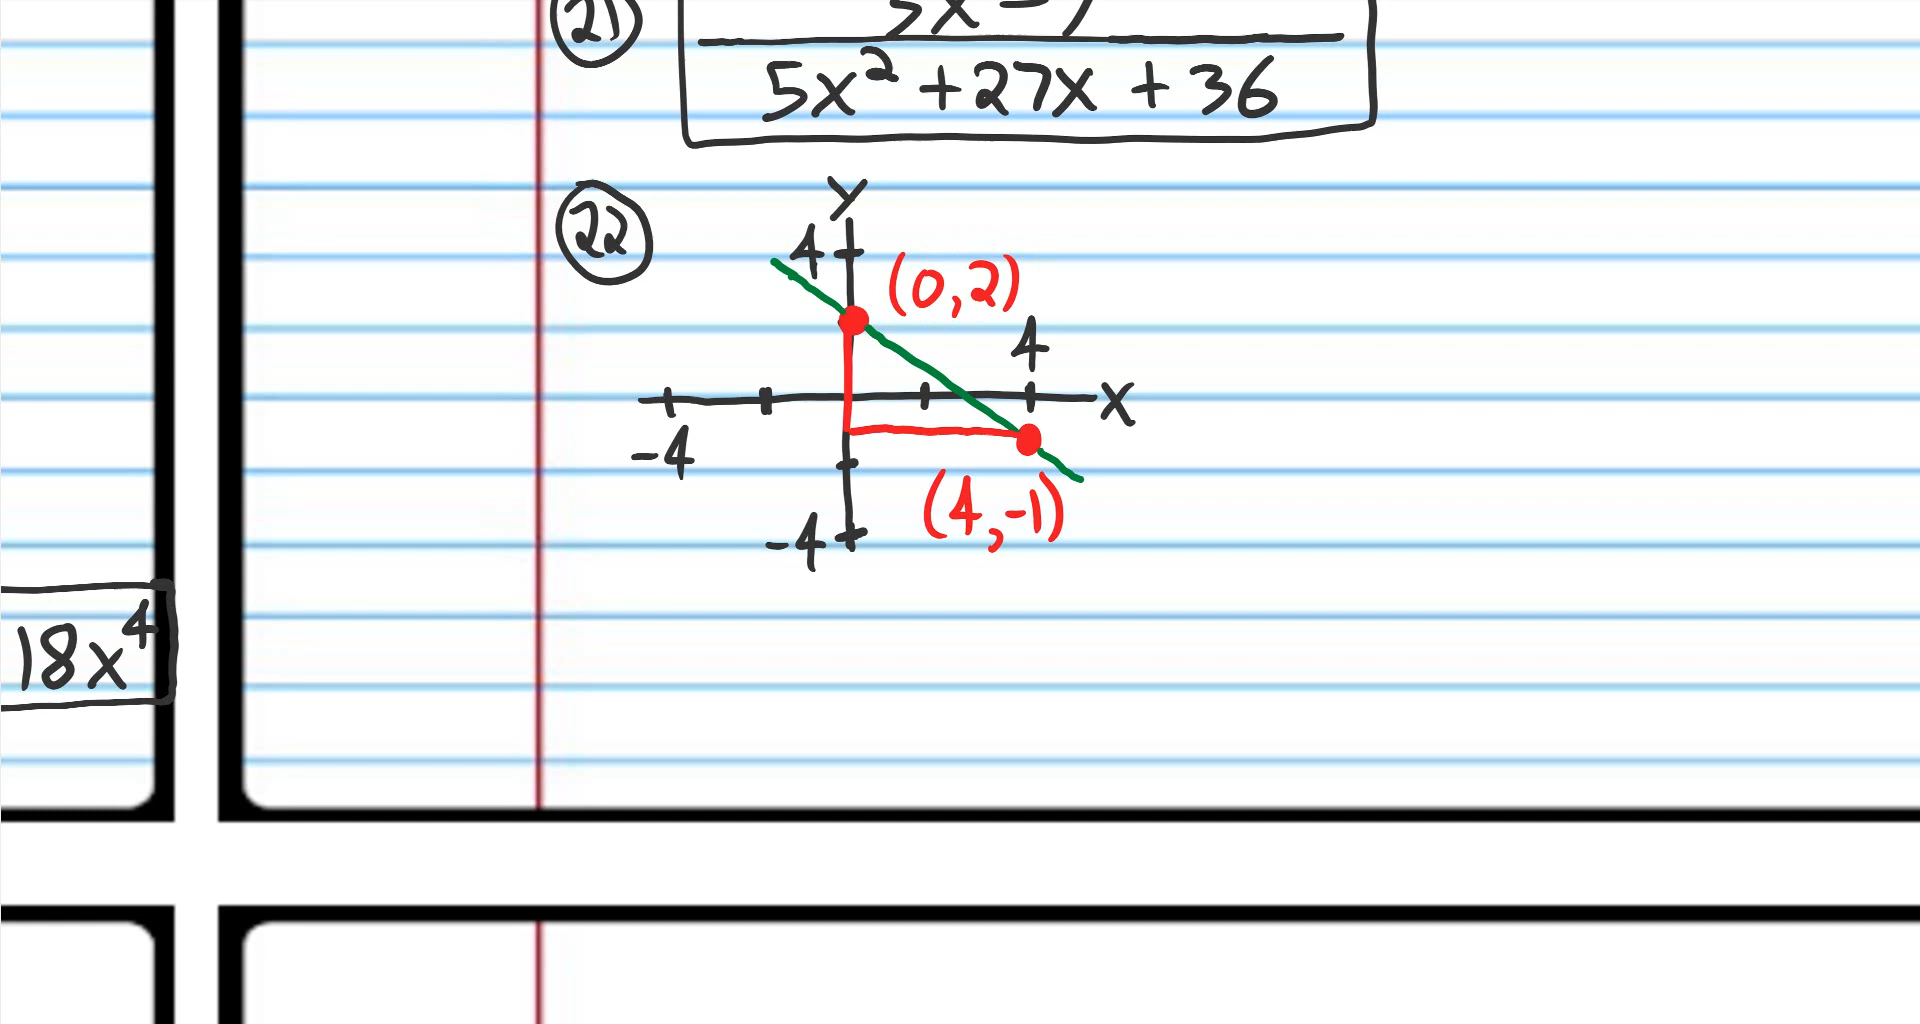 21
5x² + 27x + 36
22
y
4
(0,2)
4
x
-4
(4,-1)
-4
18x⁴